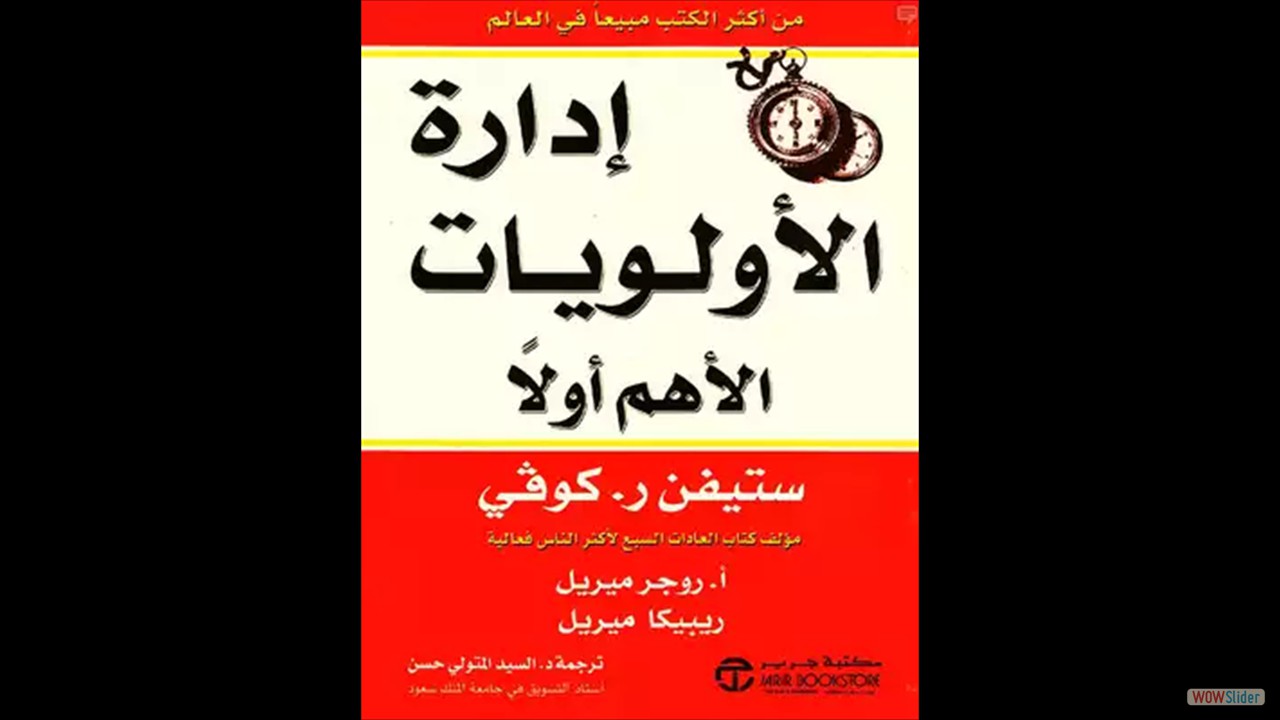 من أكثر الكتب مبيعاً في العالم
إدارة
الأولويات
الأهم أولاً
ستيفن ر. كوڤي
مؤلف كتاب العادات السبع لأكثر الناس فعالية
أ. روجر ميريل
ريبيكا ميريل
ترجمة د. السيد المتولي حسن
أستاذ التسويق في جامعة الملك سعود
مكتبة جرير
JARIR BOOKSTORE
WOWSlider